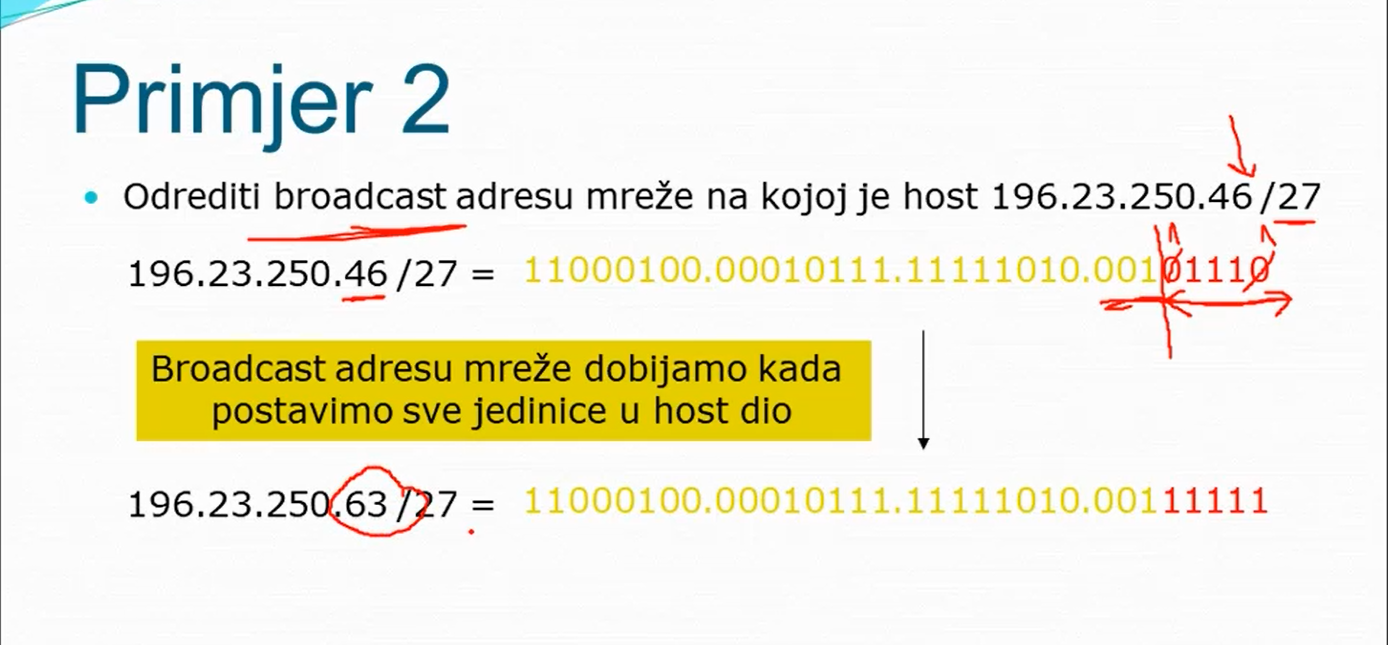 Primjer 2
• Odrediti broadcast adresu mreže na kojoj je host 196.23.250.46 /27
196.23.250.46 /27 = 11000100.00010111.11111010.00101110
Broadcast adresu mreže dobijamo kada
postavimo sve jedinice u host dio
196.23.250.63 /27 = 11000100.00010111.11111010.00111111